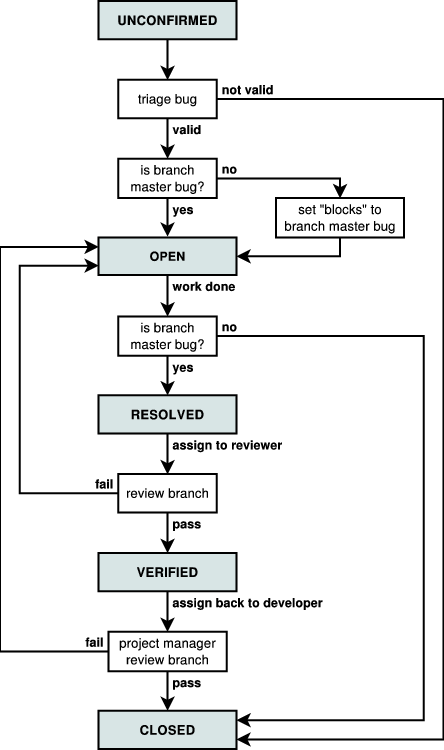 UNCONFIRMED
not valid
triage bug
valid
is branch
master bug?
no
yes
set "blocks" to
branch master bug
OPEN
work done
is branch
master bug?
no
yes
RESOLVED
assign to reviewer
fail
review branch
pass
VERIFIED
assign back to developer
fail
project manager
review branch
pass
CLOSED